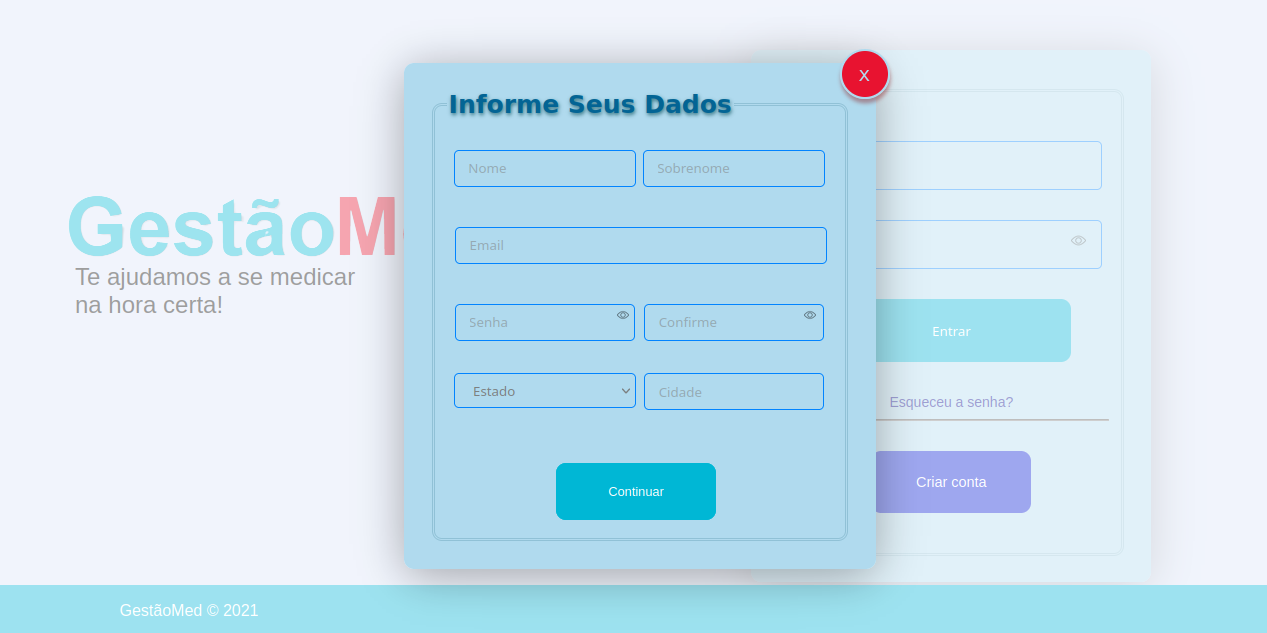 GestãoM
Te ajudamos a se medicar
na hora certa!
x
Informe Seus Dados
Nome
Sobrenome
Email
Senha
Confirme
Estado
Cidade
Continuar
Entrar
Esqueceu a senha?
Criar conta
GestãoMed © 2021